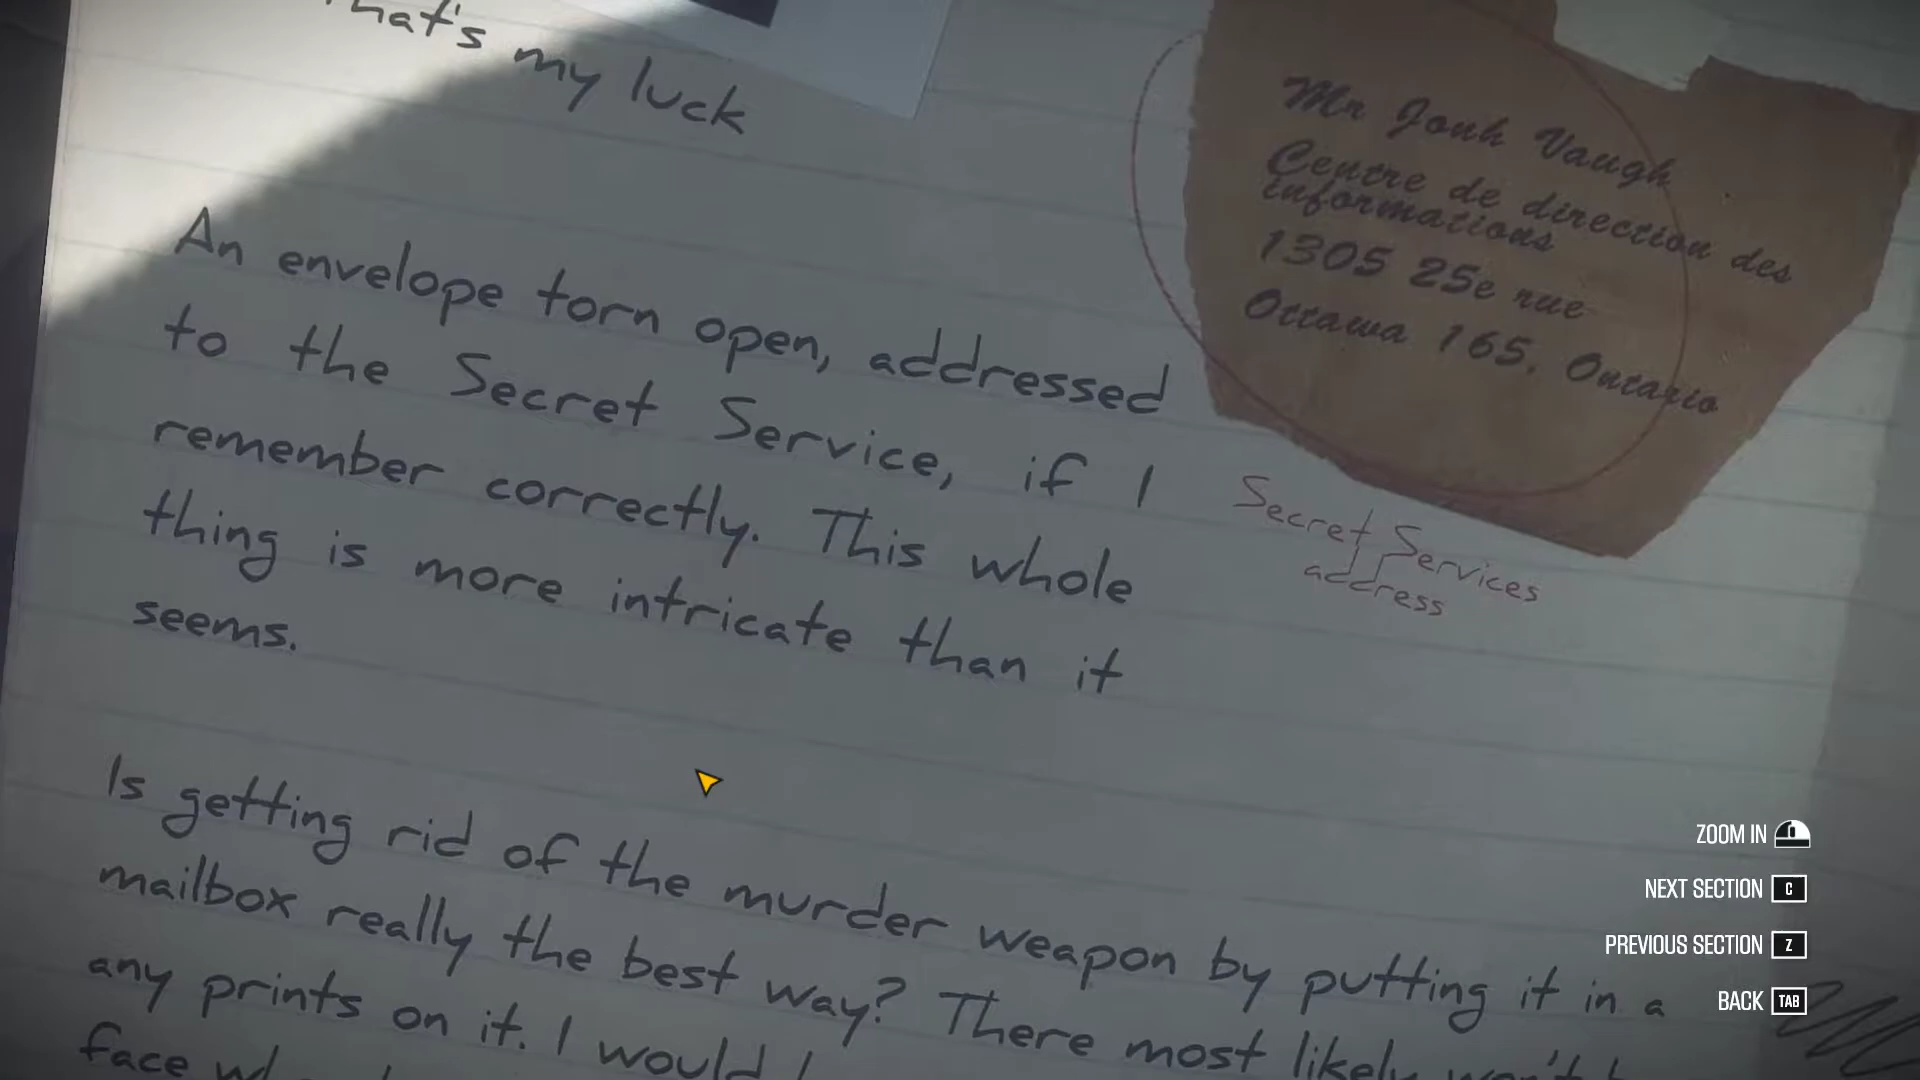 that's my luck
Mr Jonh Vaugh
Centre de direction des
informations
1305 25e rue
Ottawa 165, Ontario
An envelope torn open, addressed
to the Secret Service, if I
remember correctly. This whole
thing is more intricate than it
seems.
Secret Services
address
Is getting rid of the murder weapon by putting it in a
mailbox really the best way? There most likely won't
any prints on it. I would
face
ZOOM IN
NEXT SECTION C
PREVIOUS SECTION Z
BACK TAB